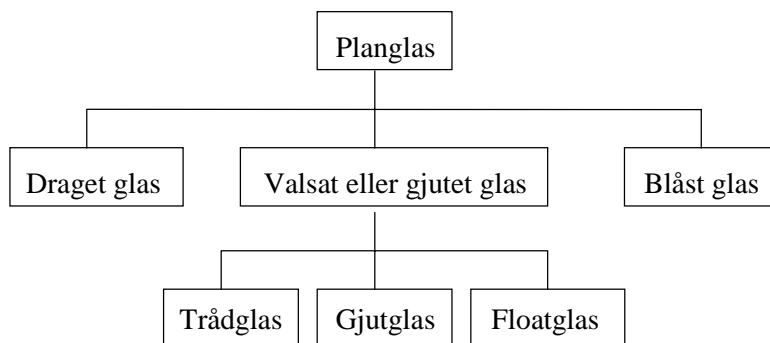 Planglas
Draget glas
Valsat eller gjutet glas
Blåst glas
Trådglas
Gjutglas
Floatglas